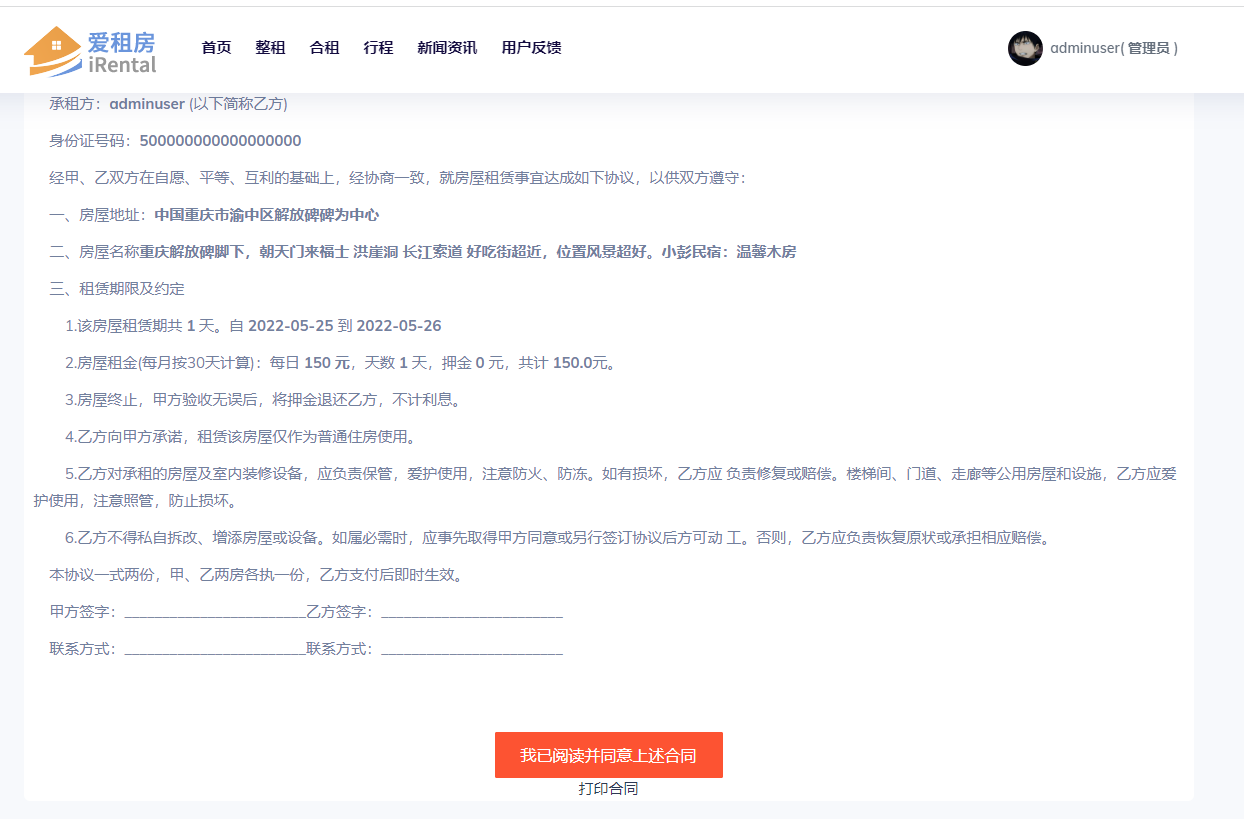 爱租房
iRental
首页 整租 合租 行程 新闻资讯 用户反馈
adminuser( 管理员 )
承租方：adminuser (以下简称乙方)
身份证号码：500000000000000000
经甲、乙双方在自愿、平等、互利的基础上，经协商一致，就房屋租赁事宜达成如下协议，以供双方遵守：
一、房屋地址：中国重庆市渝中区解放碑碑为中心
二、房屋名称重庆解放碑脚下，朝天门来福士 洪崖洞 长江索道 好吃街超近，位置风景超好。小彭民宿：温馨木房
三、租赁期限及约定
1.该房屋租赁期共 1 天。自 2022-05-25 到 2022-05-26
2.房屋租金(每月按30天计算)：每日 150 元，天数 1 天，押金 0 元，共计 150.0元。
3.房屋终止，甲方验收无误后，将押金退还乙方，不计利息。
4.乙方向甲方承诺，租赁该房屋仅作为普通住房使用。
5.乙方对承租的房屋及室内装修设备，应负责保管，爱护使用，注意防火、防冻。如有损坏，乙方应 负责修复或赔偿。楼梯间、门道、走廊等公用房屋和设施，乙方应爱
护使用，注意照管，防止损坏。
6.乙方不得私自拆改、增添房屋或设备。如属必需时，应事先取得甲方同意或另行签订协议后方可动 工。否则，乙方应负责恢复原状或承担相应赔偿。
本协议一式两份，甲、乙两房各执一份，乙方支付后即时生效。
甲方签字：________________________乙方签字：________________________
联系方式：________________________联系方式：________________________
我已阅读并同意上述合同
打印合同